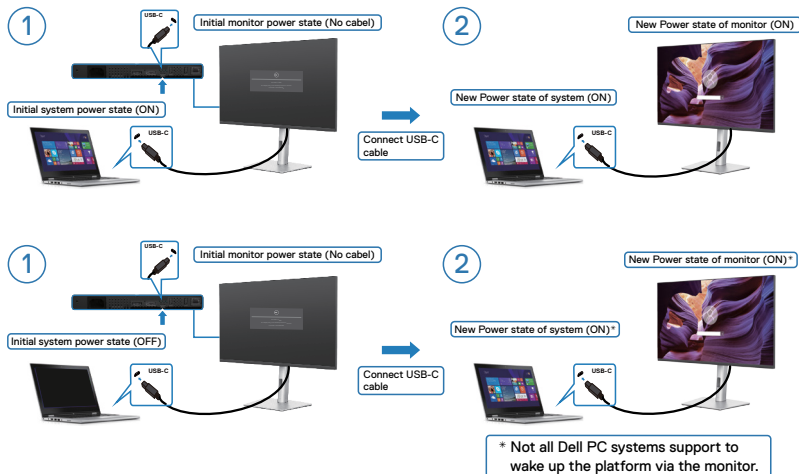 1
USB-C
Initial monitor power state (No cabel)
Initial system power state (ON)
USB-C
Connect USB-C
cable
2
New Power state of monitor (ON)
New Power state of system (ON)
USB-C
1
USB-C
Initial monitor power state (No cabel)
Initial system power state (OFF)
USB-C
Connect USB-C
cable
2
New Power state of monitor (ON)*
New Power state of system (ON)*
USB-C
* Not all Dell PC systems support to
wake up the platform via the monitor.